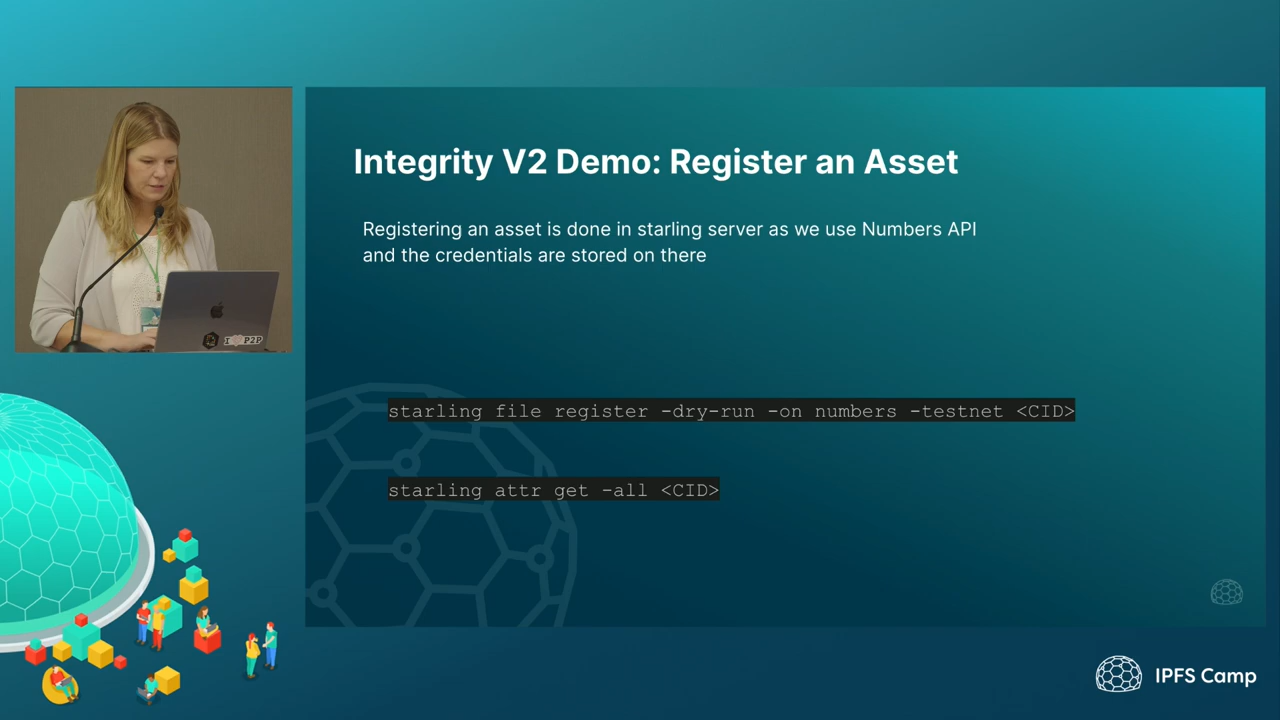 Integrity V2 Demo: Register an Asset
Registering an asset is done in starling server as we use Numbers API
and the credentials are stored on there
starling file register -dry-run -on numbers -testnet <CID>
starling attr get -all <CID>
I P2P
IPFS Camp